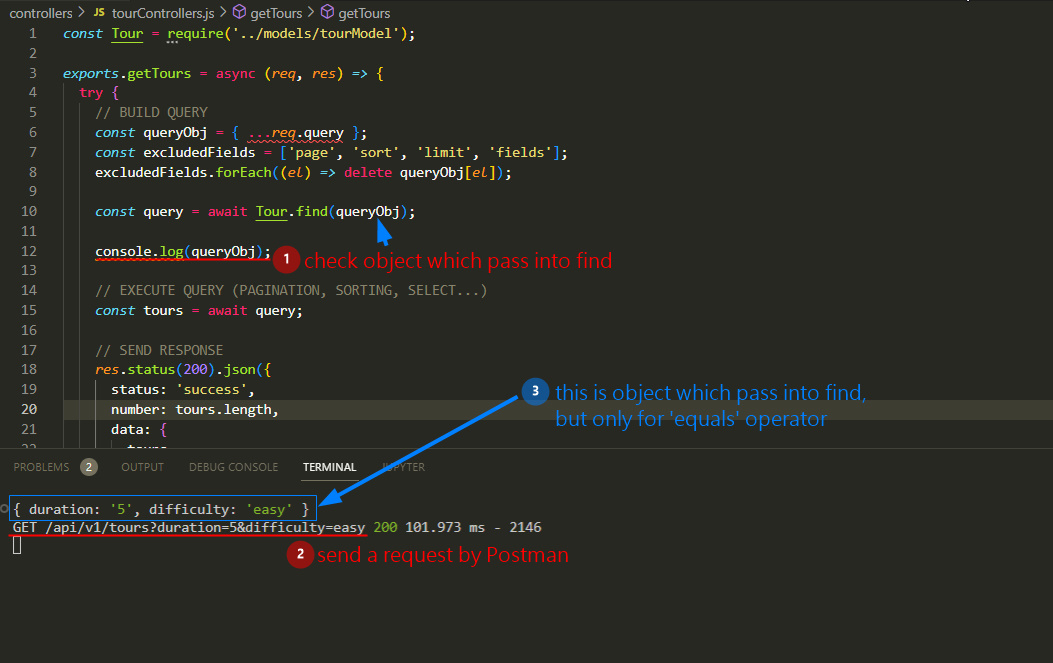 controllers > JS tourControllers.js > getTours > getTours
1 const Tour = require('../models/tourModel');
2
3 exports.getTours = async (req, res) => {
4 try {
5 // BUILD QUERY
6 const queryObj = { ...req.query };
7 const excludedFields = ['page', 'sort', 'limit', 'fields'];
8 excludedFields.forEach((el) => delete queryObj[el]);
9
10 const query = await Tour.find(queryObj);
11
12 console.log(queryObj);
1 check object which pass into find
13
14 // EXECUTE QUERY (PAGINATION, SORTING, SELECT...)
15 const tours = await query;
16
17 // SEND RESPONSE
18 res.status(200).json({
19 status: 'success',
20 number: tours.length,
21 data: {
3 this is object which pass into find,
but only for 'equals' operator
PROBLEMS 2 OUTPUT DEBUG CONSOLE TERMINAL JUPYTER
{ duration: '5', difficulty: 'easy' }
GET /api/v1/tours?duration=5&difficulty=easy 200 101.973 ms - 2146
2 send a request by Postman